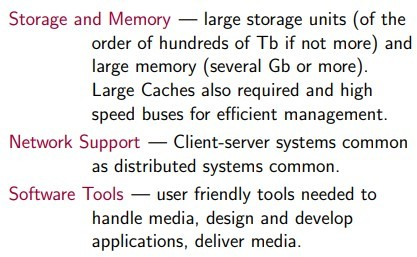 Storage and Memory — large storage units (of the
order of hundreds of Tb if not more) and
large memory (several Gb or more).
Large Caches also required and high
speed buses for efficient management.
Network Support — Client-server systems common
as distributed systems common.
Software Tools — user friendly tools needed to
handle media, design and develop
applications, deliver media.